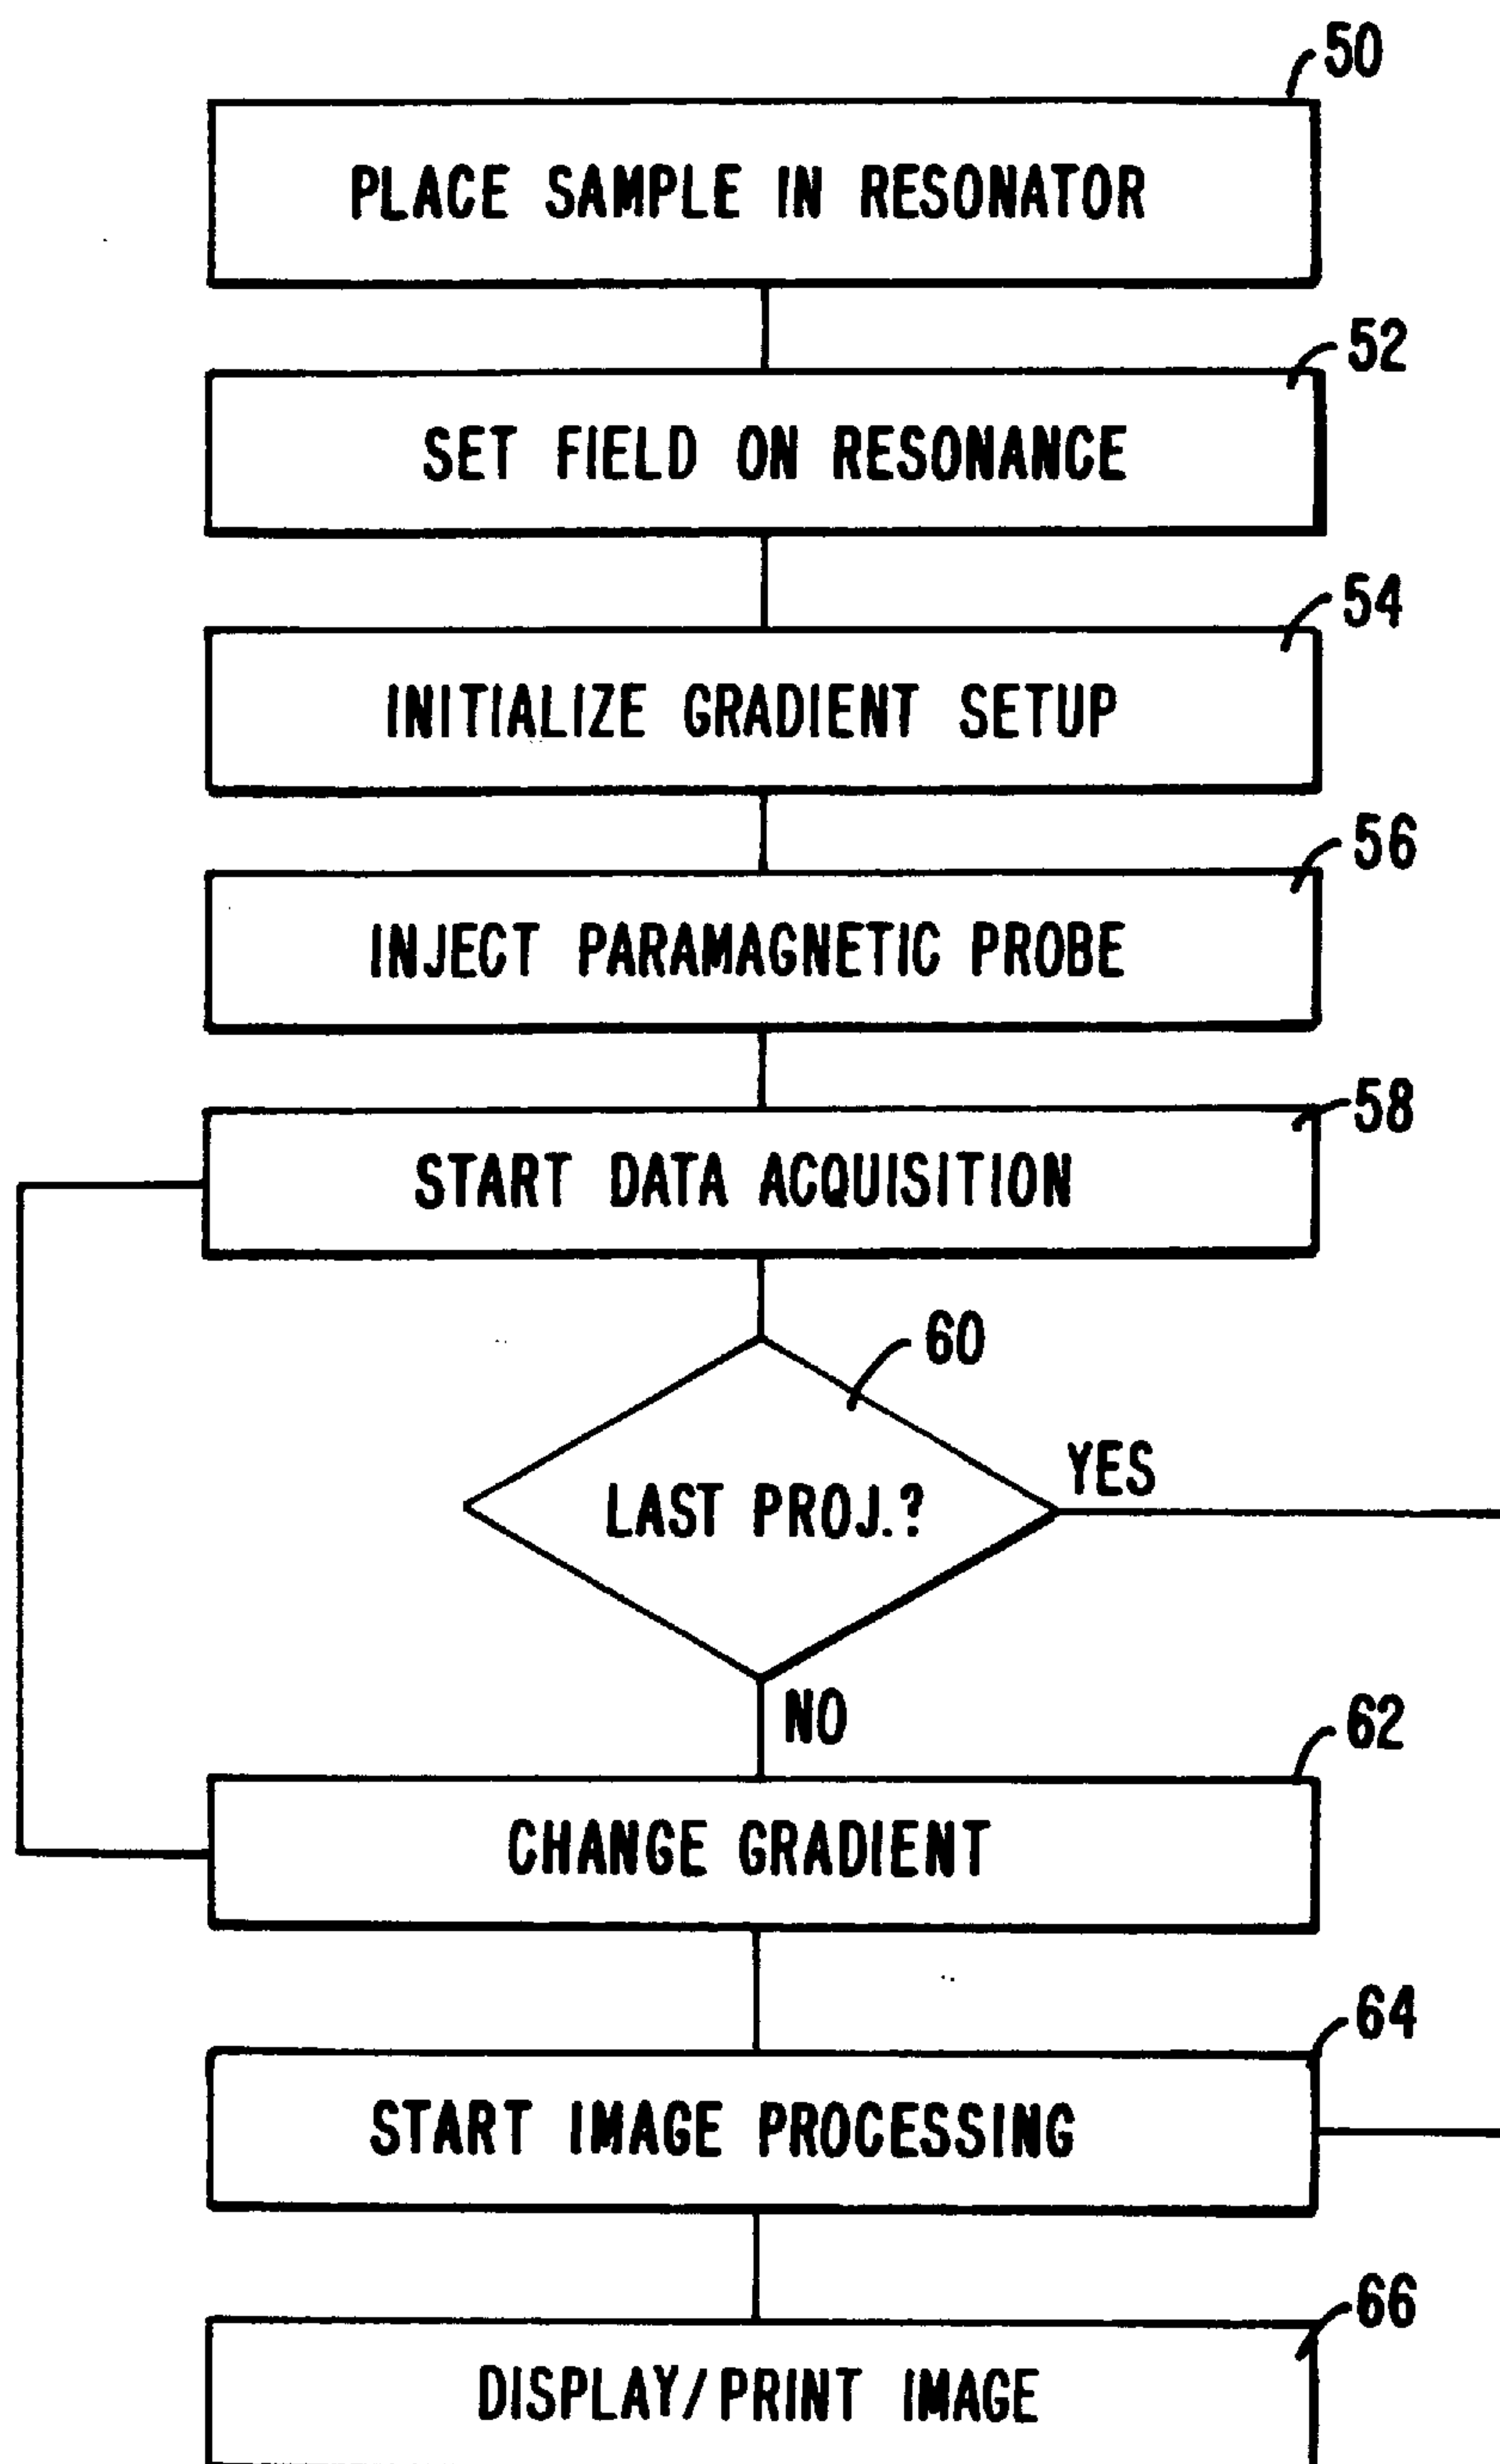 50
PLACE SAMPLE IN RESONATOR
52
SET FIELD ON RESONANCE
54
INITIALIZE GRADIENT SETUP
56
INJECT PARAMAGNETIC PROBE
58
START DATA ACQUISITION
60
LAST PROJ.?
YES
NO
62
CHANGE GRADIENT
64
START IMAGE PROCESSING
66
DISPLAY/PRINT IMAGE